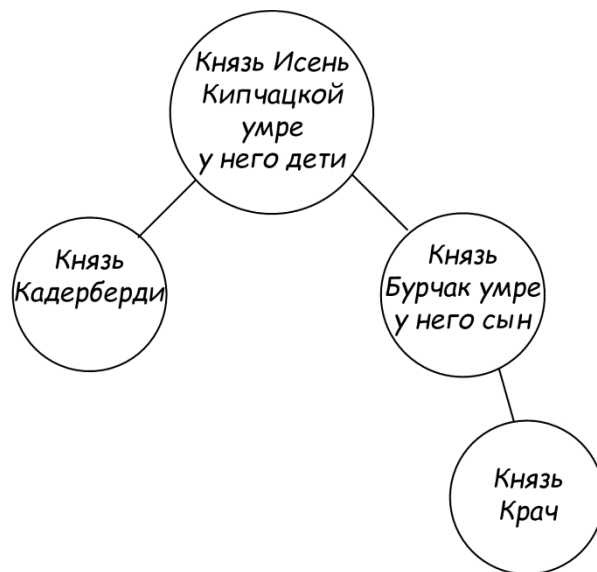 Князь Исень
Кипчацкой
умре
у него дети
Князь
Кадерберди
Князь
Бурчак умре
у него сын
Князь
Крач